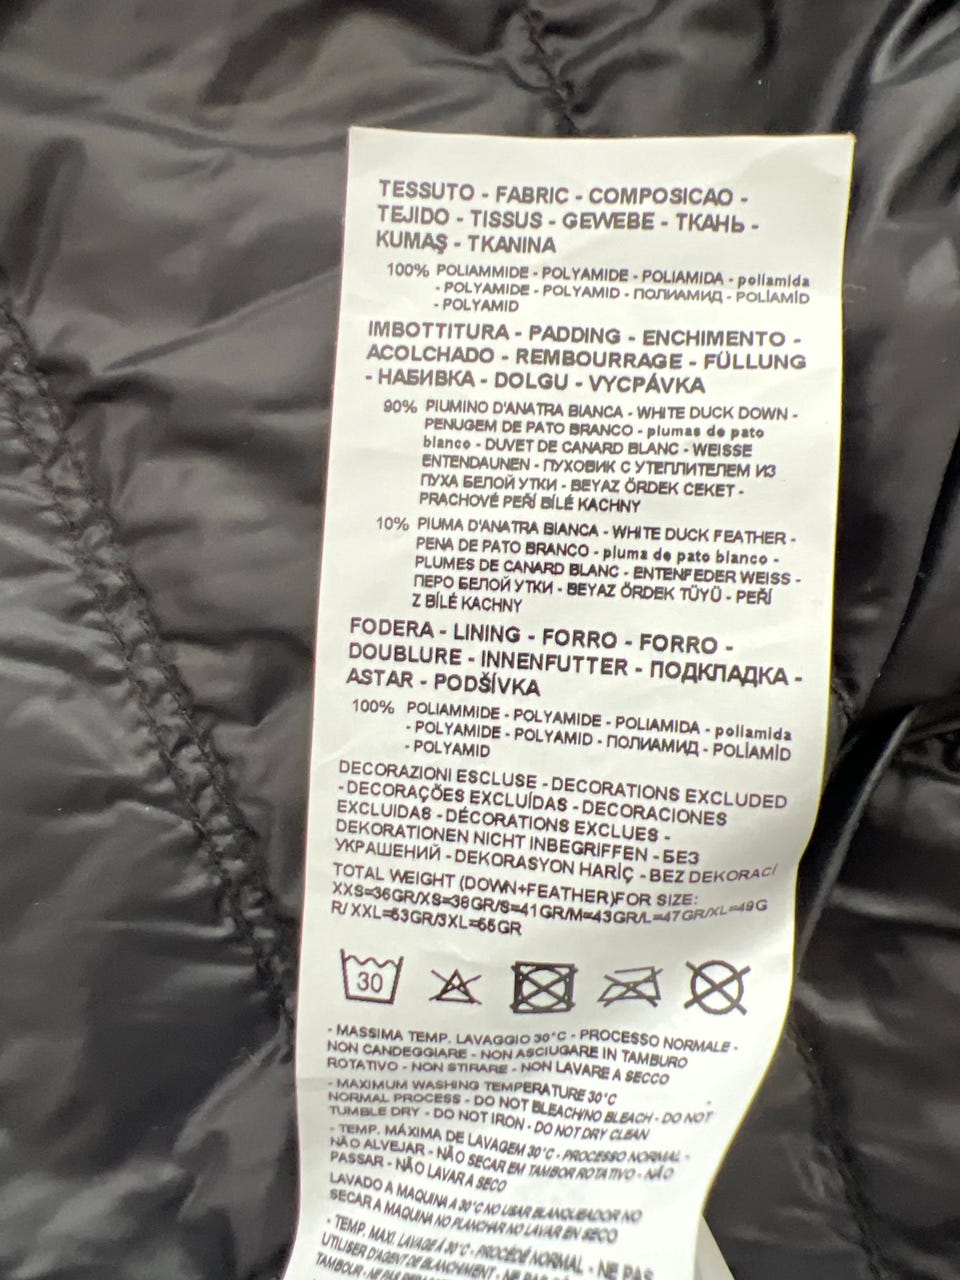 TESSUTO - FABRIC - COMPOSICAO -
TEJIDO - TISSUS - GEWEBE - ТКАНЬ -
KUMAŞ - TKANINA
100% POLIAMMIDE - POLYAMIDE - POLIAMIDA - poliamida
- POLYAMIDE - POLYAMID - ПОЛИАМИД - POLİAMİD
- POLYAMID
IMBOTTITURA - PADDING - ENCHIMENTO -
ACOLCHADO - REMBOURRAGE - FÜLLUNG
- НАБИВКА - DOLGU - VYCPÁVKA
90% PIUMINO D'ANATRA BIANCA - WHITE DUCK DOWN -
PENUGEM DE PATO BRANCO - plumas de pato
blanco - DUVET DE CANARD BLANC - WEISSE
ENTENDAUNEN - ПУХОВИК С УТЕПЛИТЕЛЕМ ИЗ
ПУХА БЕЛОЙ УТКИ - BEYAZ ÖRDEK CEKET -
PRACHOVÉ PEŘÍ BÍLÉ KACHNY
10% PIUMA D'ANATRA BIANCA - WHITE DUCK FEATHER -
PENA DE PATO BRANCO - pluma de pato blanco -
PLUMES DE CANARD BLANC - ENTENFEDER WEISS -
ПЕРО БЕЛОЙ УТКИ - BEYAZ ÖRDEK TÜYÜ - PEŘÍ
Z BÍLÉ KACHNY
FODERA - LINING - FORRO - FORRO -
DOUBLURE - INNENFUTTER - ПОДКЛАДКА -
ASTAR - PODŠÍVKA
100% POLIAMMIDE - POLYAMIDE - POLIAMIDA - poliamida
- POLYAMIDE - POLYAMID - ПОЛИАМИД - POLİAMİD
- POLYAMID
DECORAZIONI ESCLUSE - DECORATIONS EXCLUDED
- DECORAÇÕES EXCLUÍDAS - DECORACIONES
EXCLUIDAS - DÉCORATIONS EXCLUES -
DEKORATIONEN NICHT INBEGRIFFEN - БЕЗ
УКРАШЕНИЙ - DEKORASYON HARİÇ - BEZ DEKORACÍ
TOTAL WEIGHT (DOWN+FEATHER)FOR SIZE:
XXS=36GR/XS=38GR/S=41GR/M=43GR/L=47GR/XL=49G
R/ XXL=53GR/3XL=55GR
30
- MASSIMA TEMP. LAVAGGIO 30°C - PROCESSO NORMALE -
NON CANDEGGIARE - NON ASCIUGARE IN TAMBURO
ROTATIVO - NON STIRARE - NON LAVARE A SECCO
- MAXIMUM WASHING TEMPERATURE 30°C
NORMAL PROCESS - DO NOT BLEACH/NO BLEACH - DO NOT
TUMBLE DRY - DO NOT IRON - DO NOT DRY CLEAN
- TEMP. MÁXIMA DE LAVAGEM 30°C - PROCESSO NORMAL -
NÃO ALVEJAR - NÃO SECAR EM TAMBOR ROTATIVO - NÃO
PASSAR - NÃO LAVAR A SECO
LAVADO A MAQUINA A 30°C NO USAR BLANQUEADOR NO
SECAR A MAQUINA NO PLANCHAR NO LAVAR EN SECO
- TEMP. MAXI. LAVAGE À 30°C - PROCÉDÉ NORMAL - NE PAS
UTILISER D'AGENT DE BLANCHIMENT - NE PAS
TAMBOUR - NE PAS